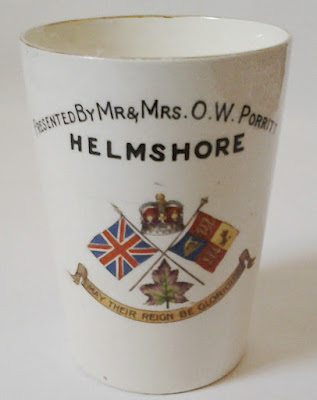 PRESENTED BY MR & MRS. O. W. PORRITT
HELMSHORE
MAY THEIR REIGN BE GLORIOUS